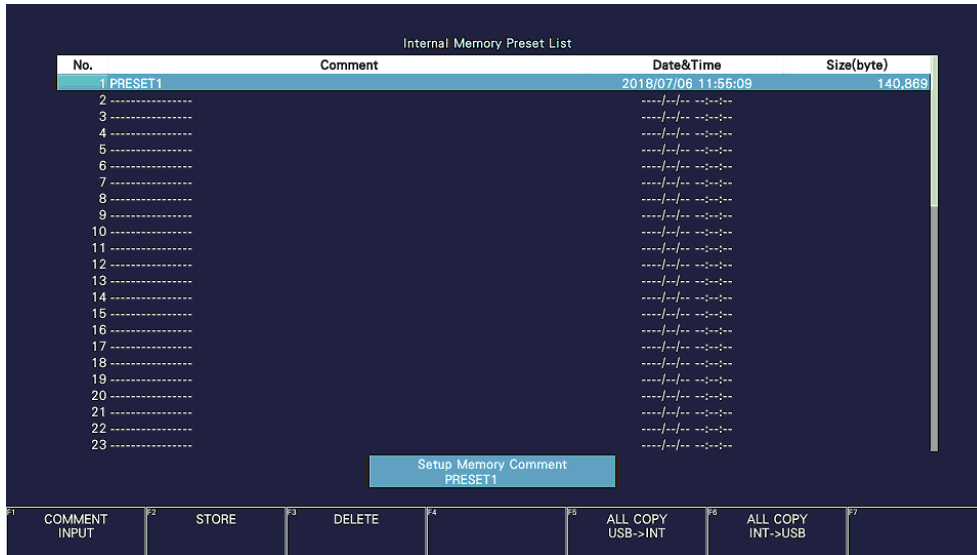 Internal Memory Preset List
No. Comment Date&Time Size(byte)
1 PRESET1 2018/07/06 11:56:09 140,869
2 ---------------- ----/--/-- --:--:--
3 ---------------- ----/--/-- --:--:--
4 ---------------- ----/--/-- --:--:--
5 ---------------- ----/--/-- --:--:--
6 ---------------- ----/--/-- --:--:--
7 ---------------- ----/--/-- --:--:--
8 ---------------- ----/--/-- --:--:--
9 ---------------- ----/--/-- --:--:--
10 ---------------- ----/--/-- --:--:--
11 ---------------- ----/--/-- --:--:--
12 ---------------- ----/--/-- --:--:--
13 ---------------- ----/--/-- --:--:--
14 ---------------- ----/--/-- --:--:--
15 ---------------- ----/--/-- --:--:--
16 ---------------- ----/--/-- --:--:--
17 ---------------- ----/--/-- --:--:--
18 ---------------- ----/--/-- --:--:--
19 ---------------- ----/--/-- --:--:--
20 ---------------- ----/--/-- --:--:--
21 ---------------- ----/--/-- --:--:--
22 ---------------- ----/--/-- --:--:--
23 ---------------- ----/--/-- --:--:--
Setup Memory Comment
PRESET1
F1 COMMENT INPUT
F2 STORE
F3 DELETE
F4
F5 ALL COPY USB->INT
F6 ALL COPY INT->USB
F7